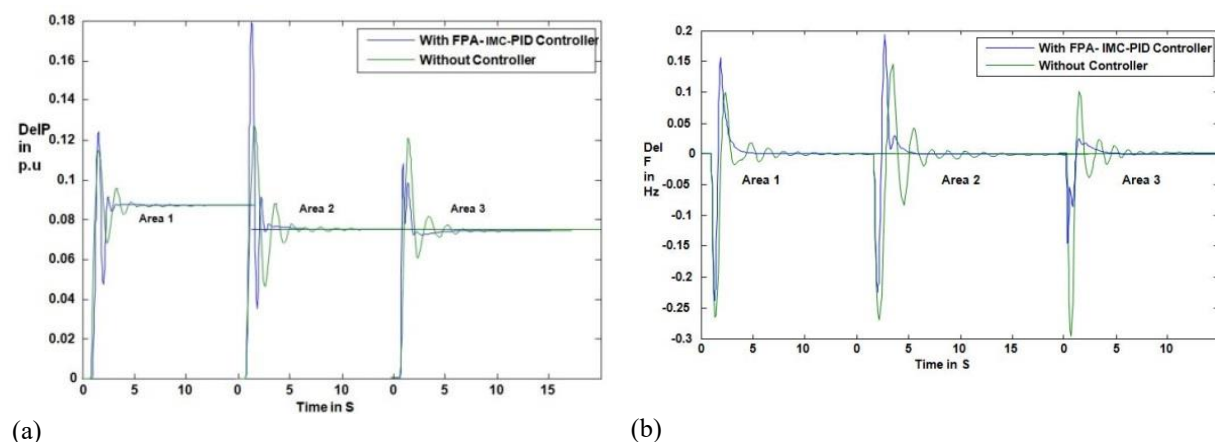 0.18
0.16
0.14
0.12
0.1
0.08
0.06
0.04
0.02
0
DelP
in
p.u
With FPA- IMC-PID Controller
Without Controller
Area 1
Area 2
Area 3
0 5 10 0 5 10 0 5 10
Time in S
(a)
0.2
0.15
0.1
0.05
0
-0.05
-0.1
-0.15
-0.2
-0.25
-0.3
Del
F
in
Hz
With FPA- IMC-PID Controller
Without Controller
Area 1
Area 2
Area 3
0 5 10 0 5 10 15 0 5 10
Time in S
(b)